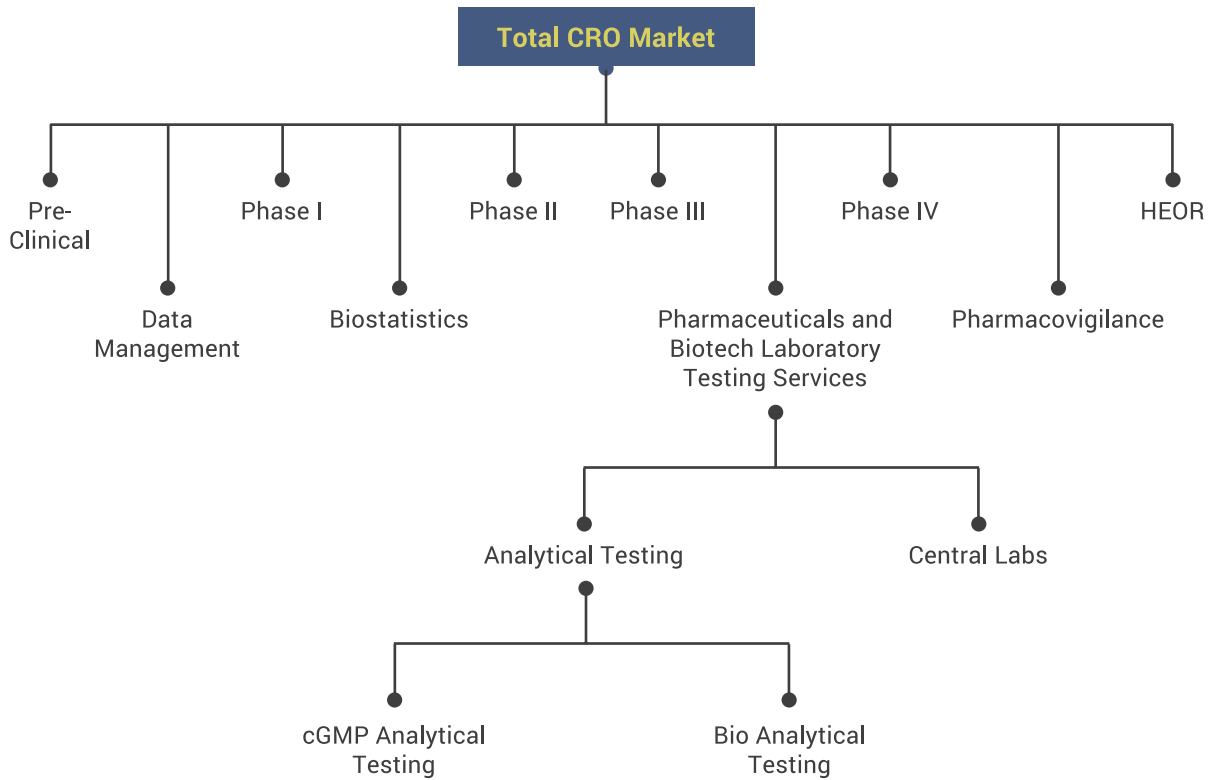 Total CRO Market
Pre-
Clinical
Phase I
Phase II
Phase III
Phase IV
HEOR
Data
Management
Biostatistics
Pharmaceuticals and
Biotech Laboratory
Testing Services
Pharmacovigilance
Analytical Testing
Central Labs
cGMP Analytical
Testing
Bio Analytical
Testing